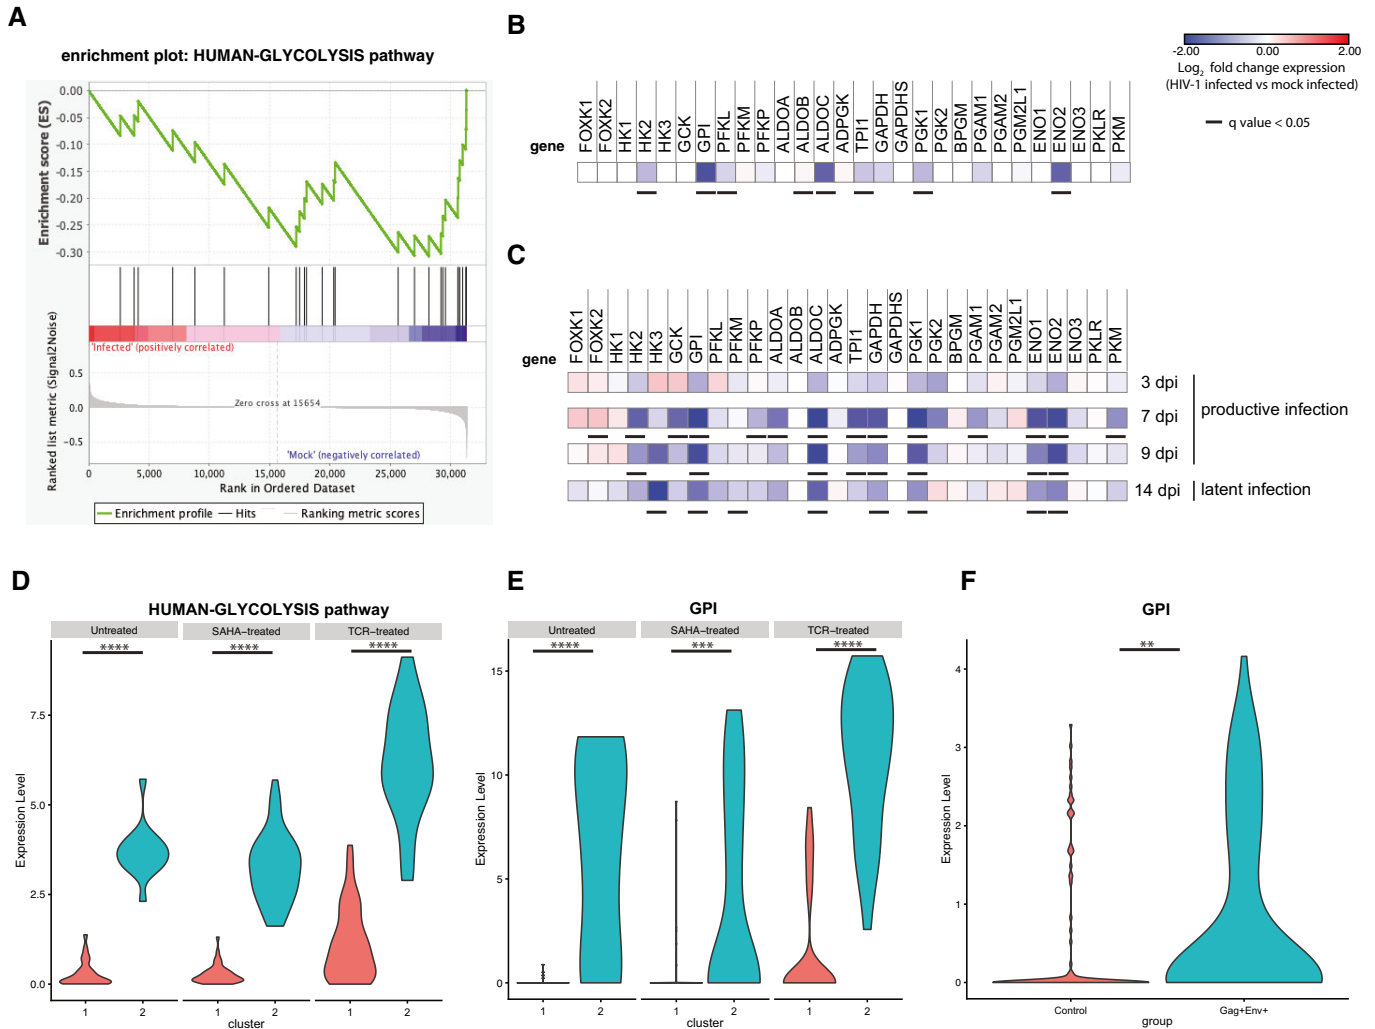 A
enrichment plot: HUMAN-GLYCOLYSIS pathway
Enrichment score (ES)
0.00
-0.05
-0.10
-0.15
-0.20
-0.25
-0.30
'Infected' (positively correlated)
Ranked list metric (Signal2Noise)
0.5
0.0
-0.5
Zero cross at 15654
'Mock' (negatively correlated)
0 5,000 10,000 15,000 20,000 25,000 30,000
Rank in Ordered Dataset
Enrichment profile Hits Ranking metric scores
B
-2.00 0.00 2.00
Log2 fold change expression
(HIV-1 infected vs mock infected)
q value < 0.05
gene FOXK1 FOXK2 HK1 HK2 HK3 GCK GPI PFKL PFKM PFKP ALDOA ALDOB ALDOC ADPGK TPI1 GAPDH GAPDHS PGK1 PGK2 BPGM PGAM1 PGAM2 PGM2L1 ENO1 ENO2 ENO3 PKLR PKM
C
gene FOXK1 FOXK2 HK1 HK2 HK3 GCK GPI PFKL PFKM PFKP ALDOA ALDOB ALDOC ADPGK TPI1 GAPDH GAPDHS PGK1 PGK2 BPGM PGAM1 PGAM2 PGM2L1 ENO1 ENO2 ENO3 PKLR PKM
3 dpi
7 dpi
productive infection
9 dpi
14 dpi latent infection
D
HUMAN-GLYCOLYSIS pathway
Untreated SAHA-treated TCR-treated
**** **** ****
Expression Level
7.5
5.0
2.5
0.0
1 2 1 2 1 2
cluster
E
GPI
Untreated SAHA-treated TCR-treated
**** *** ****
Expression Level
15
10
5
0
1 2 1 2 1 2
cluster
F
GPI
**
Expression Level
4
3
2
1
0
Control Gag+Env+
group